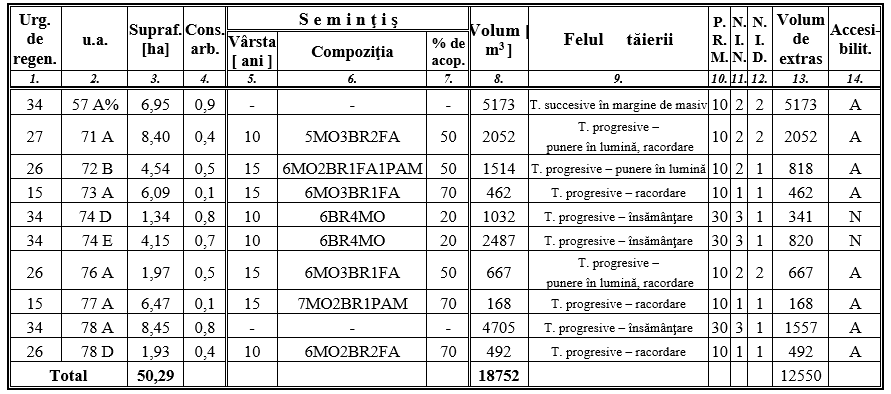 Urg. de regen. | u.a. | Supraf. [ha] | Cons. arb. | S e m i n ţ i ş | Volum [ m³ ] | Felul tăierii | P. R. M. | N. I. N. | N. I. D. | Volum de extras | Accesi- bilit.
Vârsta [ ani ] | Compoziţia | % de acop.
1. | 2. | 3. | 4. | 5. | 6. | 7. | 8. | 9. | 10. | 11. | 12. | 13. | 14.
34 | 57 A% | 6,95 | 0,9 | - | - | - | 5173 | T. succesive în margine de masiv | 10 | 2 | 2 | 5173 | A
27 | 71 A | 8,40 | 0,4 | 10 | 5MO3BR2FA | 50 | 2052 | T. progresive – punere în lumină, racordare | 10 | 2 | 2 | 2052 | A
26 | 72 B | 4,54 | 0,5 | 15 | 6MO2BR1FA1PAM | 50 | 1514 | T. progresive – punere în lumină | 10 | 2 | 1 | 818 | A
15 | 73 A | 6,09 | 0,1 | 15 | 6MO3BR1FA | 70 | 462 | T. progresive – racordare | 10 | 1 | 1 | 462 | A
34 | 74 D | 1,34 | 0,8 | 10 | 6BR4MO | 20 | 1032 | T. progresive – însământare | 30 | 3 | 1 | 341 | N
34 | 74 E | 4,15 | 0,7 | 10 | 6BR4MO | 20 | 2487 | T. progresive – însământare | 30 | 3 | 1 | 820 | N
26 | 76 A | 1,97 | 0,5 | 15 | 6MO3BR1FA | 50 | 667 | T. progresive – punere în lumină, racordare | 10 | 2 | 2 | 667 | A
15 | 77 A | 6,47 | 0,1 | 15 | 7MO2BR1PAM | 70 | 168 | T. progresive – racordare | 10 | 1 | 1 | 168 | A
34 | 78 A | 8,45 | 0,8 | - | - | - | 4705 | T. progresive – însământare | 30 | 3 | 1 | 1557 | A
26 | 78 D | 1,93 | 0,4 | 10 | 6MO2BR2FA | 70 | 492 | T. progresive – racordare | 10 | 1 | 1 | 492 | A
Total | 50,29 | 18752 | 12550